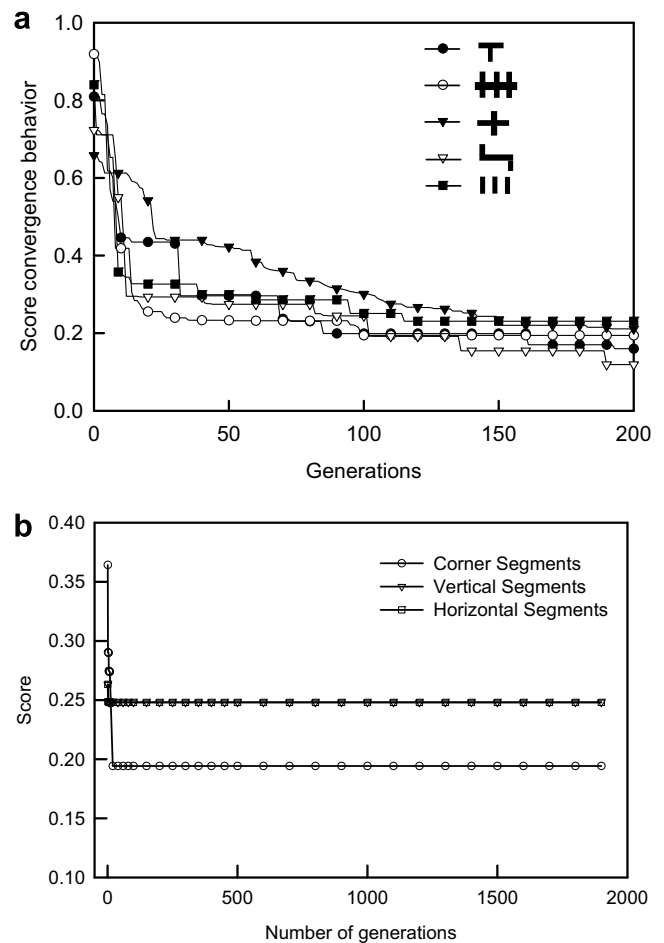 a
1.0
0.8
0.6
0.4
0.2
0.0
Score convergence behavior
0 50 100 150 200
Generations
b
0.40
0.35
0.30
0.25
0.20
0.15
0.10
Score
Corner Segments
Vertical Segments
Horizontal Segments
0 500 1000 1500 2000
Number of generations